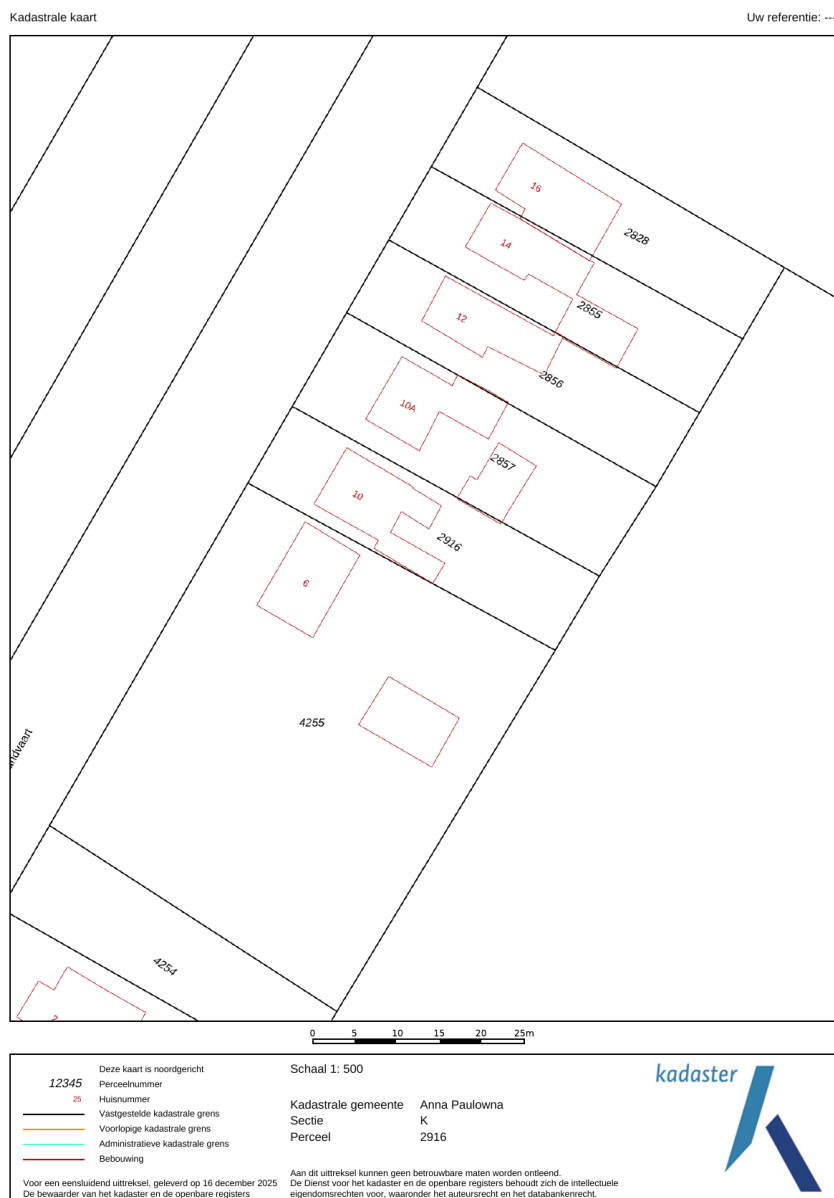 Kadastrale kaart
Uw referentie: ---
16
2828
14
2855
12
2856
10A
2857
10
2916
6
4255
4254
2
0 5 10 15 20 25m
Deze kaart is noordgericht
12345 Perceelnummer
25 Huisnummer
Vastgestelde kadastrale grens
Voorlopige kadastrale grens
Administratieve kadastrale grens
Bebouwing
Voor een eensluidend uittreksel, geleverd op 16 december 2025
De bewaarder van het kadaster en de openbare registers
Schaal 1: 500
Kadastrale gemeente Anna Paulowna
Sectie K
Perceel 2916
Aan dit uittreksel kunnen geen betrouwbare maten worden ontleend.
De Dienst voor het kadaster en de openbare registers behoudt zich de intellectuele
eigendomsrechten voor, waaronder het auteursrecht en het databankenrecht.
kadaster